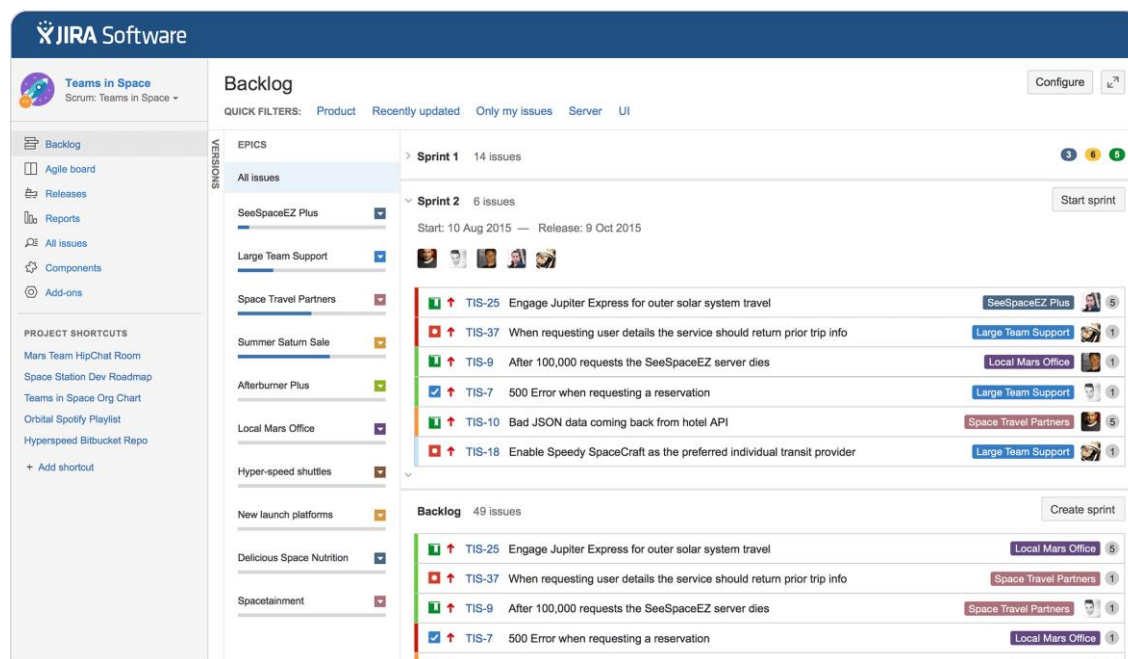 JIRA Software
Teams in Space
Scrum: Teams in Space
Backlog
Agile board
Releases
Reports
All issues
Components
Add-ons
PROJECT SHORTCUTS
Mars Team HipChat Room
Space Station Dev Roadmap
Teams in Space Org Chart
Orbital Spotify Playlist
Hyperspeed Bitbucket Repo
+ Add shortcut
Backlog
Configure
QUICK FILTERS: Product Recently updated Only my issues Server UI
VERSIONS
EPICS
All issues
SeeSpaceEZ Plus
Large Team Support
Space Travel Partners
Summer Saturn Sale
Afterburner Plus
Local Mars Office
Hyper-speed shuttles
New launch platforms
Delicious Space Nutrition
Spacetainment
Sprint 1 14 issues 3 6 5
Sprint 2 6 issues Start sprint
Start: 10 Aug 2015 — Release: 9 Oct 2015
TIS-25 Engage Jupiter Express for outer solar system travel SeeSpaceEZ Plus 5
TIS-37 When requesting user details the service should return prior trip info Large Team Support 1
TIS-9 After 100,000 requests the SeeSpaceEZ server dies Local Mars Office 1
TIS-7 500 Error when requesting a reservation Large Team Support 1
TIS-10 Bad JSON data coming back from hotel API Space Travel Partners 5
TIS-18 Enable Speedy SpaceCraft as the preferred individual transit provider Large Team Support 1
Backlog 49 issues Create sprint
TIS-25 Engage Jupiter Express for outer solar system travel Local Mars Office 5
TIS-37 When requesting user details the service should return prior trip info Space Travel Partners 1
TIS-9 After 100,000 requests the SeeSpaceEZ server dies Space Travel Partners 1
TIS-7 500 Error when requesting a reservation Local Mars Office 1